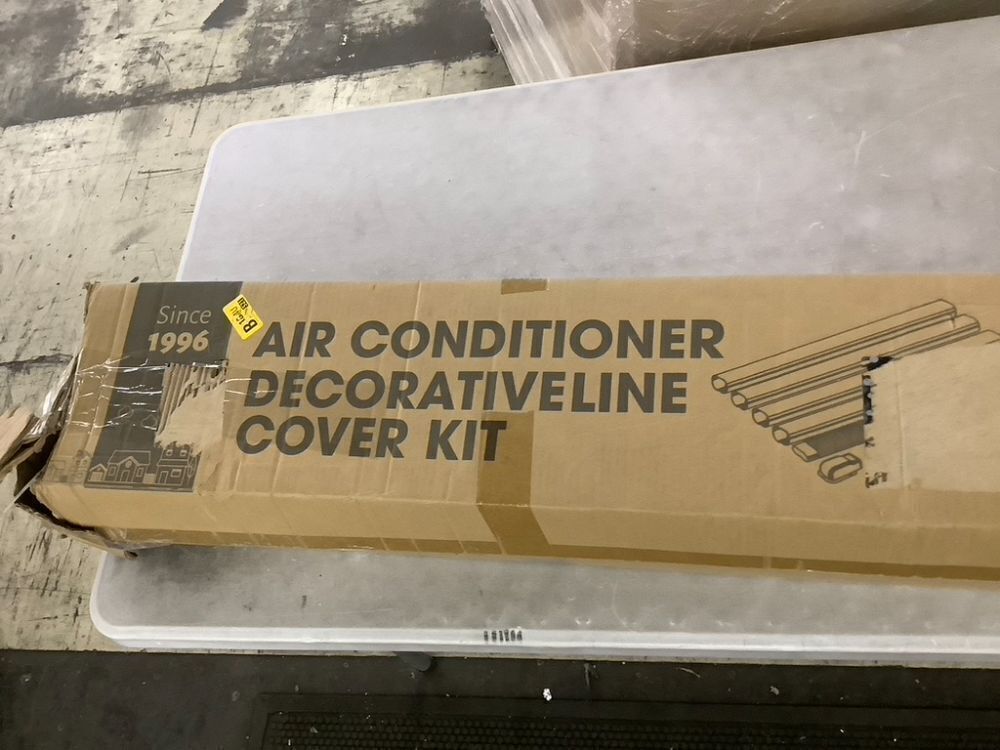 Since
1996
AIR CONDITIONER
DECORATIVELINE
COVER KIT
B